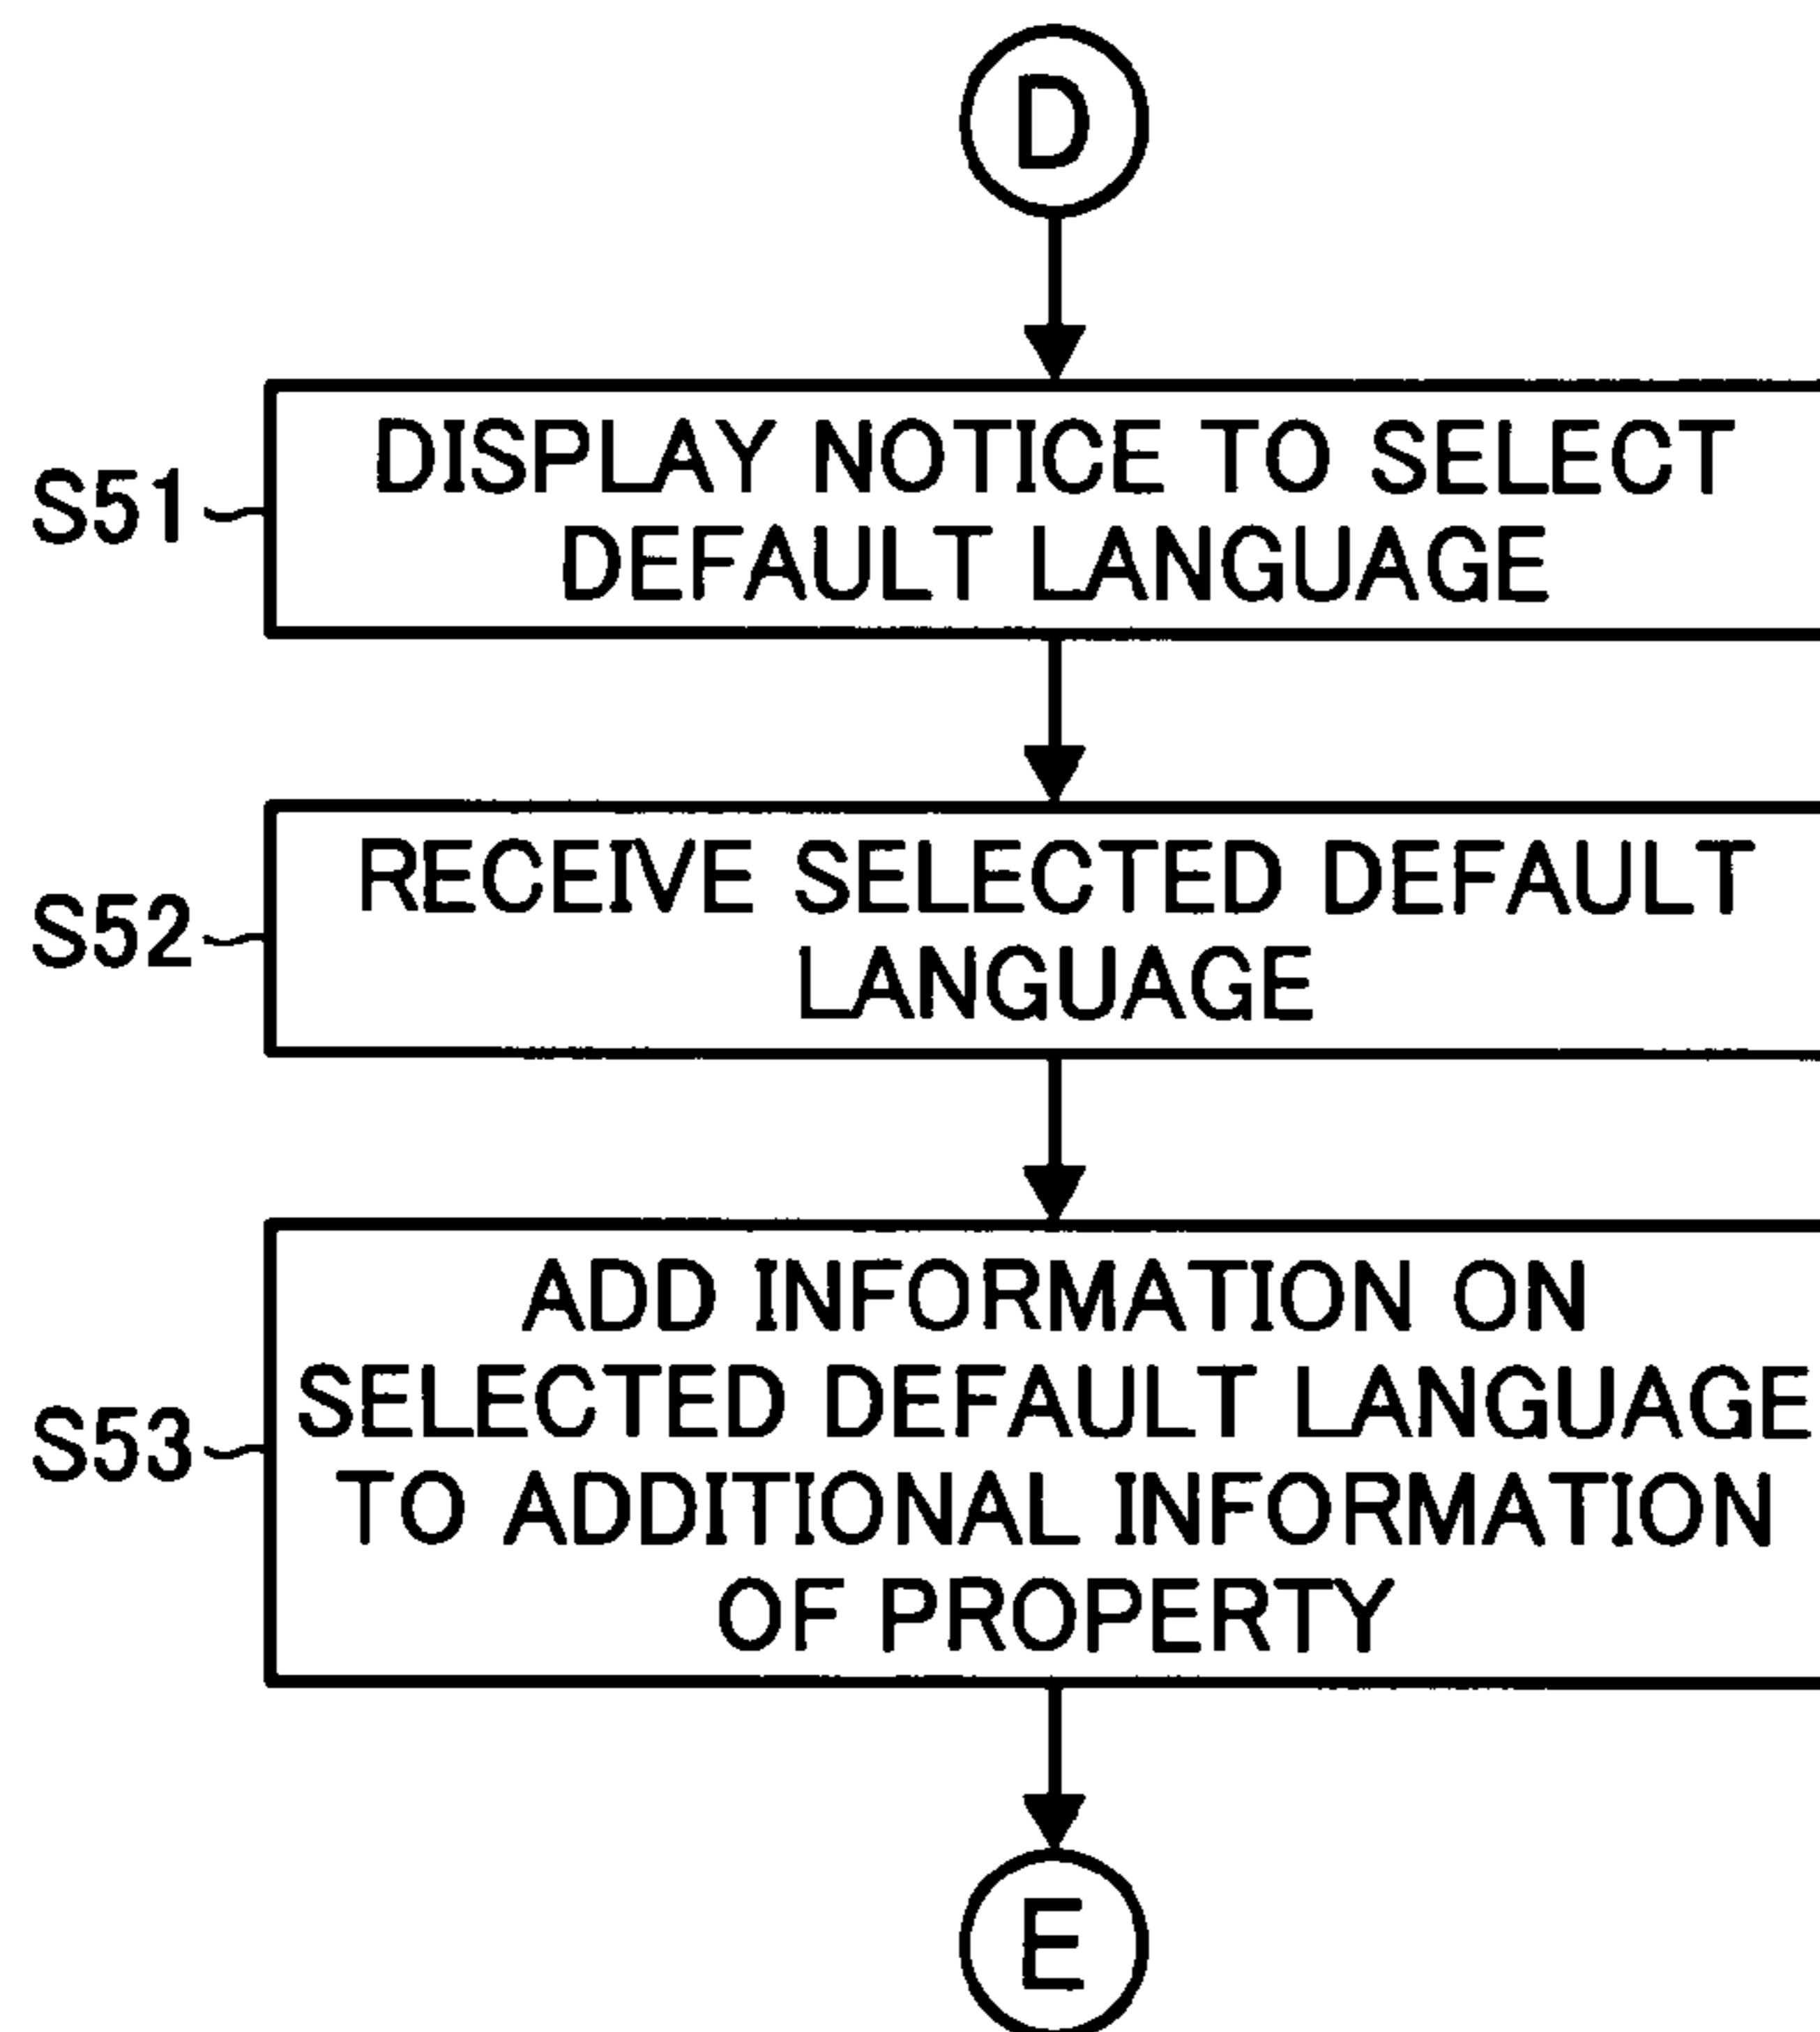 D
S51
DISPLAY NOTICE TO SELECT
DEFAULT LANGUAGE
S52
RECEIVE SELECTED DEFAULT
LANGUAGE
S53
ADD INFORMATION ON
SELECTED DEFAULT LANGUAGE
TO ADDITIONAL INFORMATION
OF PROPERTY
E